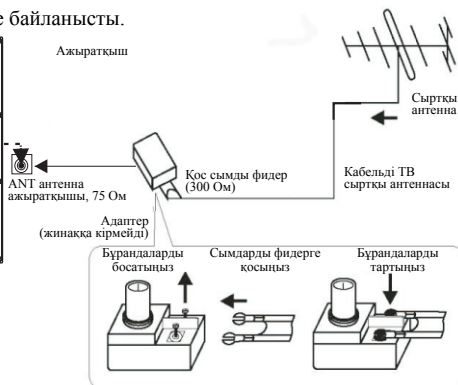 е байланысты.
Ажыратқыш
Сыртқы
антенна
Қос сымды фидер
(300 Ом)
Кабельді ТВ
сыртқы антеннасы
ANT антенна
ажыратқышы, 75 Ом
Адаптер
(жинаққа кірмейді)
Бұрандаларды
босатыңыз
Сымдарды фидерге
қосыңыз
Бұрандаларды
тартыңыз